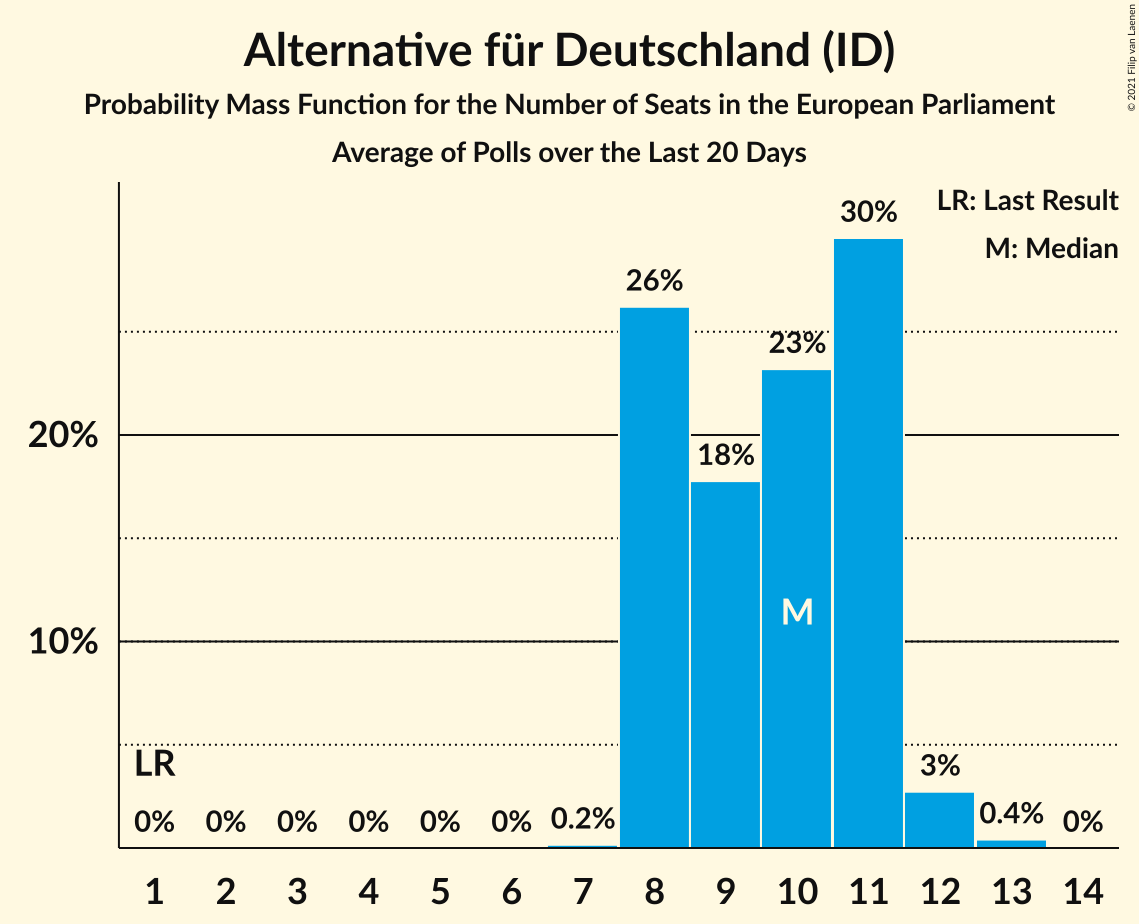 Alternative für Deutschland (ID)
Probability Mass Function for the Number of Seats in the European Parliament
Average of Polls over the Last 20 Days
© 2021 Filip van Laenen
LR: Last Result
M: Median
30%
26%
23%
20%
18%
M
10%
LR
0% 0% 0% 0% 0% 0% 0.2% 3% 0.4% 0%
1 2 3 4 5 6 7 8 9 10 11 12 13 14